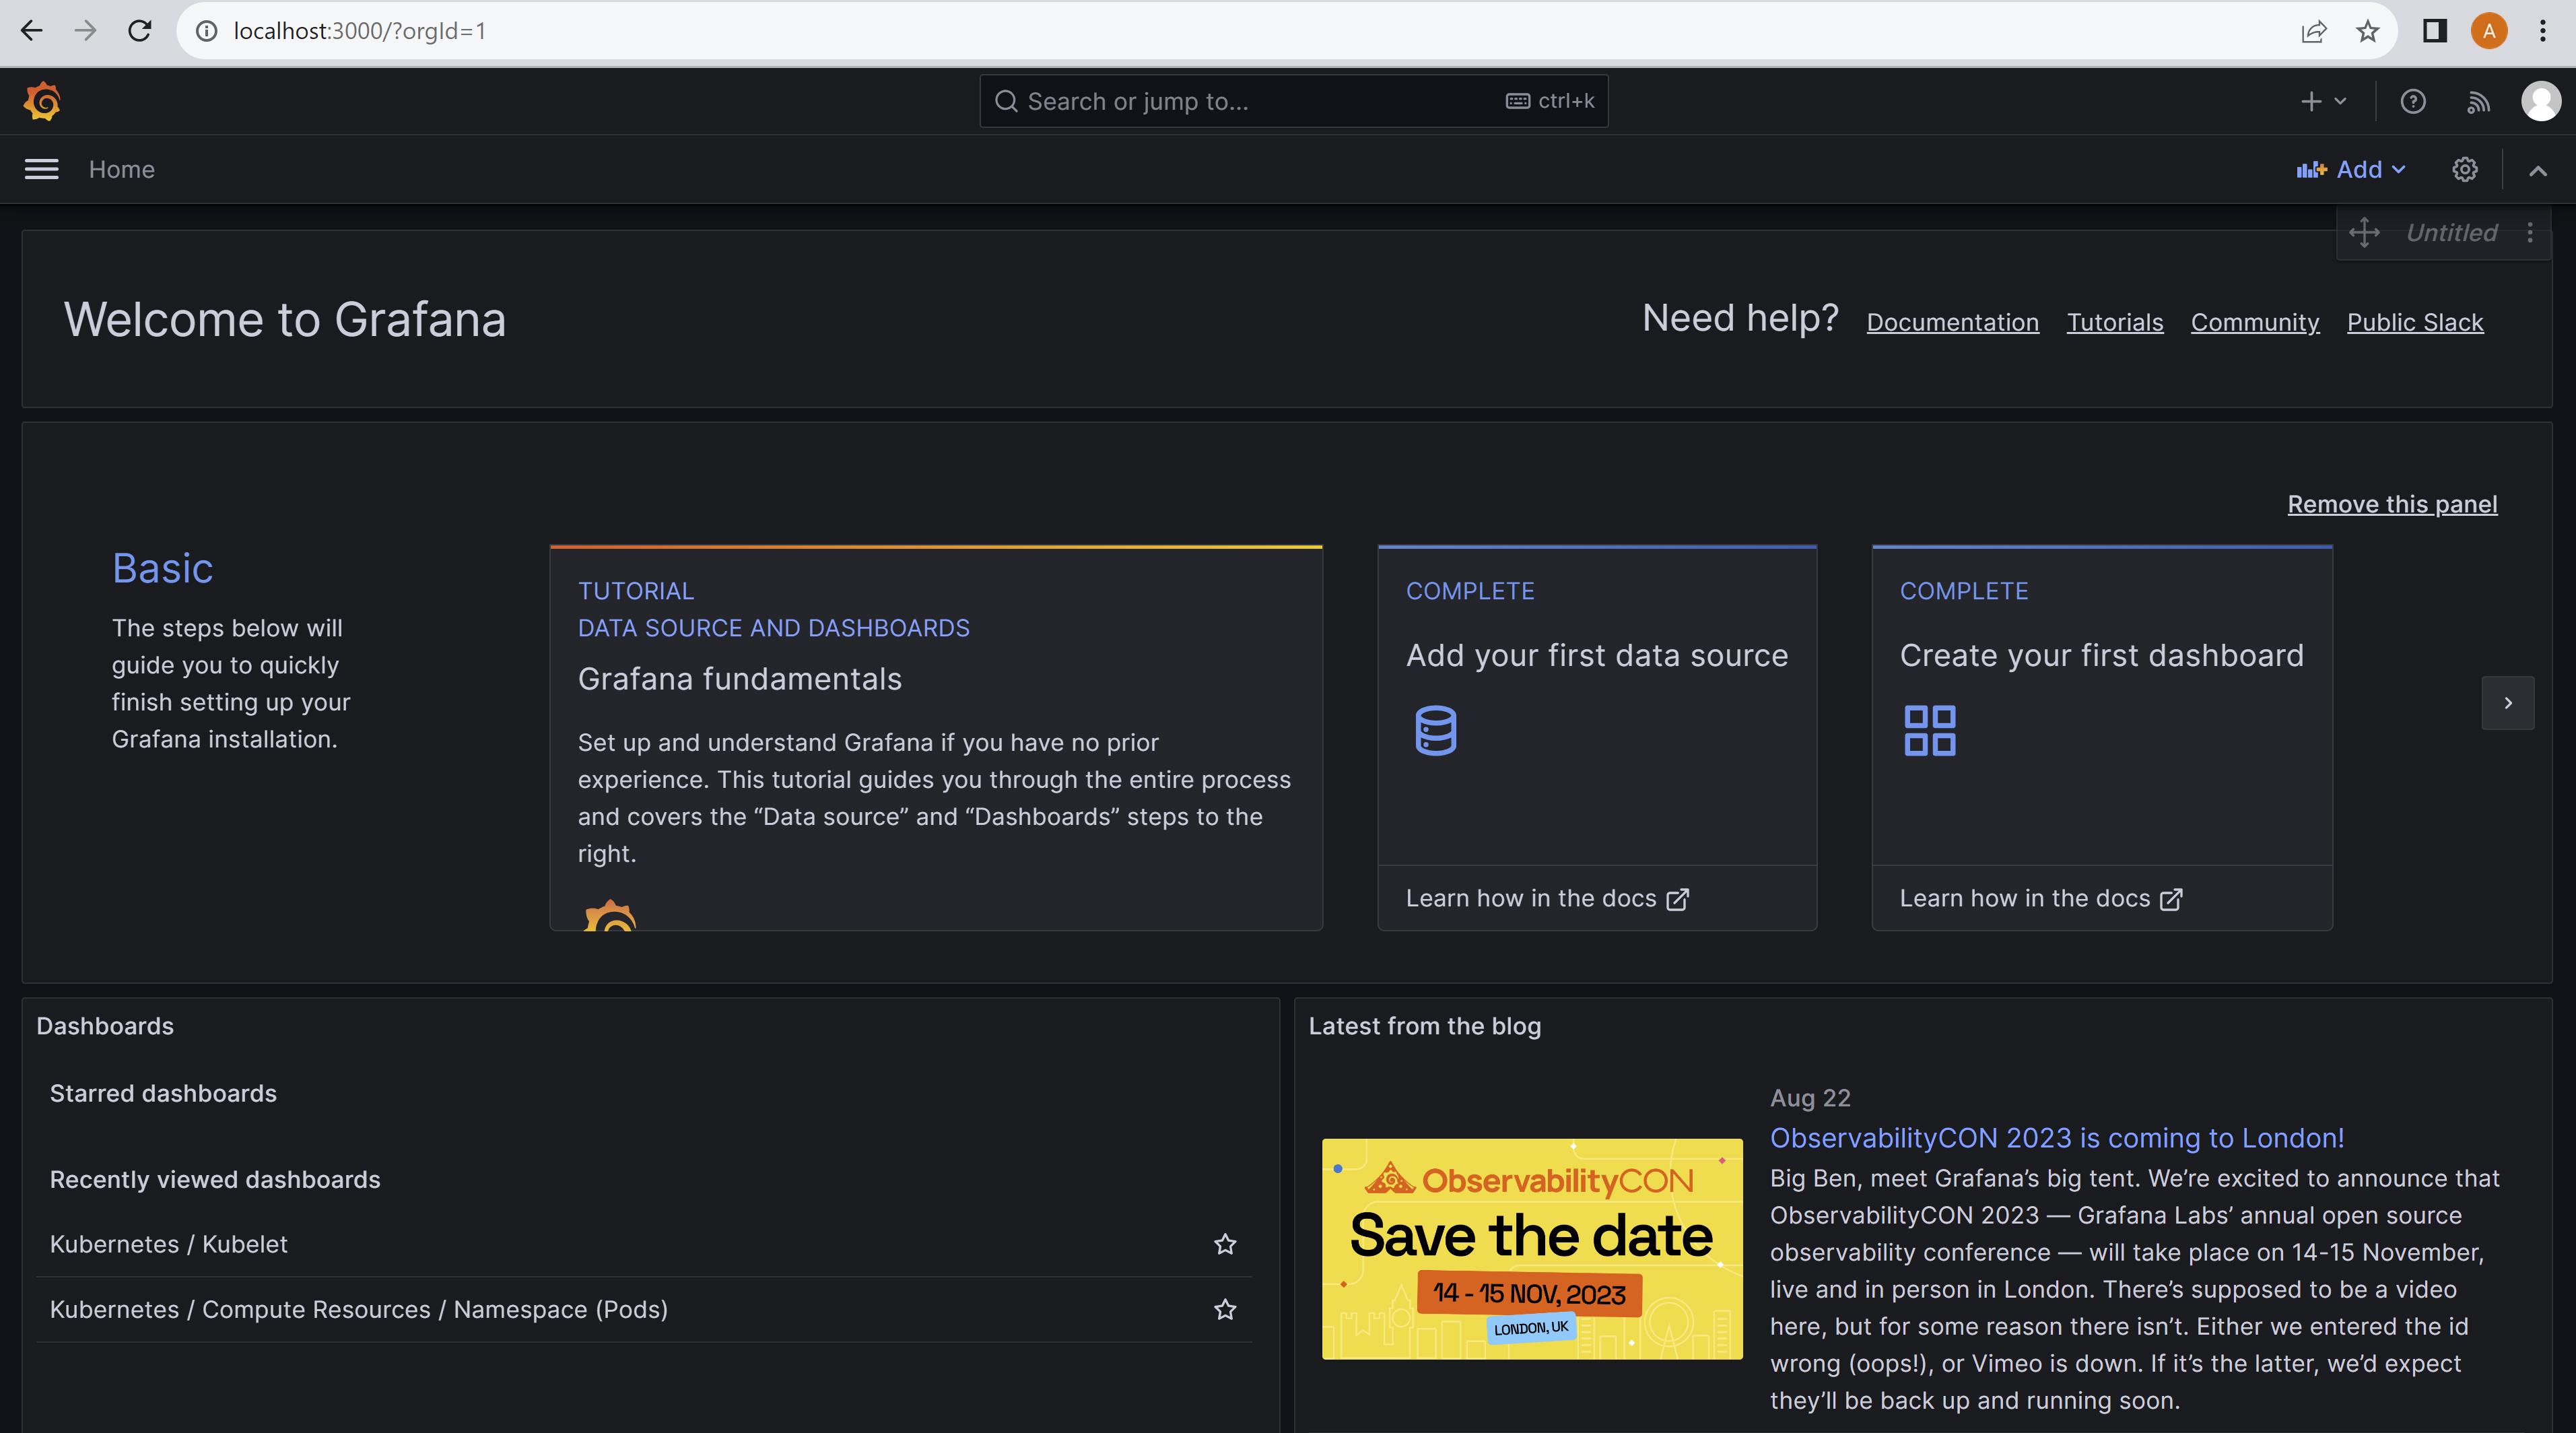 localhost:3000/?orgId=1
A
Search or jump to...
ctrl+k
Home
Add
Untitled
Welcome to Grafana
Need help?
Documentation
Tutorials
Community
Public Slack
Remove this panel
Basic
The steps below will
guide you to quickly
finish setting up your
Grafana installation.
TUTORIAL
DATA SOURCE AND DASHBOARDS
Grafana fundamentals
Set up and understand Grafana if you have no prior
experience. This tutorial guides you through the entire process
and covers the “Data source” and “Dashboards” steps to the
right.
COMPLETE
Add your first data source
Learn how in the docs
COMPLETE
Create your first dashboard
Learn how in the docs
Dashboards
Starred dashboards
Recently viewed dashboards
Kubernetes / Kubelet
Kubernetes / Compute Resources / Namespace (Pods)
Latest from the blog
ObservabilityCON
Save the date
14 - 15 NOV, 2023
LONDON, UK
Aug 22
ObservabilityCON 2023 is coming to London!
Big Ben, meet Grafana’s big tent. We’re excited to announce that
ObservabilityCON 2023 — Grafana Labs’ annual open source
observability conference — will take place on 14-15 November,
live and in person in London. There’s supposed to be a video
here, but for some reason there isn’t. Either we entered the id
wrong (oops!), or Vimeo is down. If it’s the latter, we’d expect
they’ll be back up and running soon.